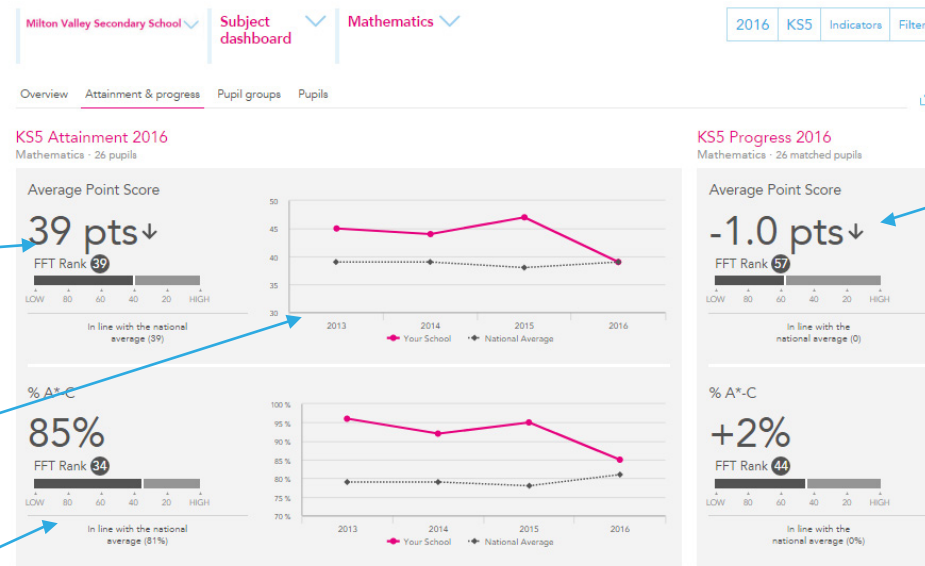 Milton Valley Secondary School
Subject dashboard
Mathematics
2016 KS5 Indicators Filter
Overview Attainment & progress Pupil groups Pupils
KS5 Attainment 2016
Mathematics - 26 pupils
Average Point Score
39 pts
FFT Rank 39
LOW 80 60 40 20 HIGH
In line with the national
average (39)
50
45
40
35
30
2013 2014 2015 2016
Your School National Average
% A*-C
85%
FFT Rank 34
LOW 80 60 40 20 HIGH
In line with the national
average (81%)
100 %
95 %
90 %
85 %
80 %
75 %
70 %
2013 2014 2015 2016
Your School National Average
KS5 Progress 2016
Mathematics - 26 matched pupils
Average Point Score
-1.0 pts
FFT Rank 57
LOW 80 60 40 20 HIGH
In line with the
national average (0)
% A*-C
+2%
FFT Rank 44
LOW 80 60 40 20 HIGH
In line with the
national average (0%)